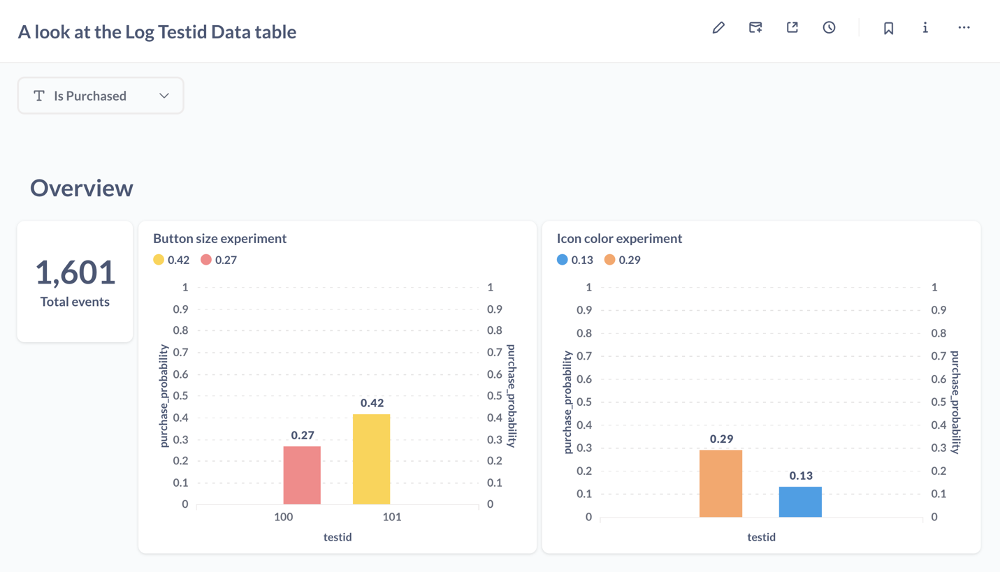 A look at the Log Testid Data table
Is Purchased
Overview
1,601
Total events
Button size experiment
0.42 0.27
1 1
0.9 0.9
0.8 0.8
0.7 0.7
0.6 0.6
0.5 0.5
0.4 0.4
0.3 0.3
0.2 0.2
0.1 0.1
0 0
purchase_probability
purchase_probability
0.27
0.42
100 101
testid
Icon color experiment
0.13 0.29
1 1
0.9 0.9
0.8 0.8
0.7 0.7
0.6 0.6
0.5 0.5
0.4 0.4
0.3 0.3
0.2 0.2
0.1 0.1
0 0
purchase_probability
purchase_probability
0.29
0.13
testid